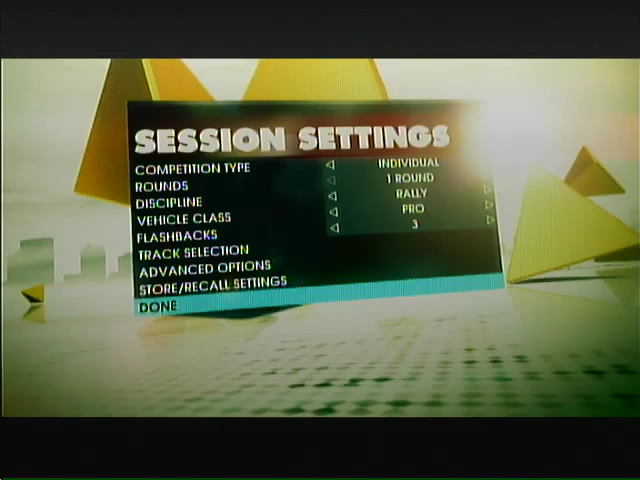 SESSION SETTINGS
COMPETITION TYPE INDIVIDUAL
ROUNDS 1 ROUND
DISCIPLINE RALLY
VEHICLE CLASS PRO
FLASHBACKS 3
TRACK SELECTION
ADVANCED OPTIONS
STORE/RECALL SETTINGS
DONE